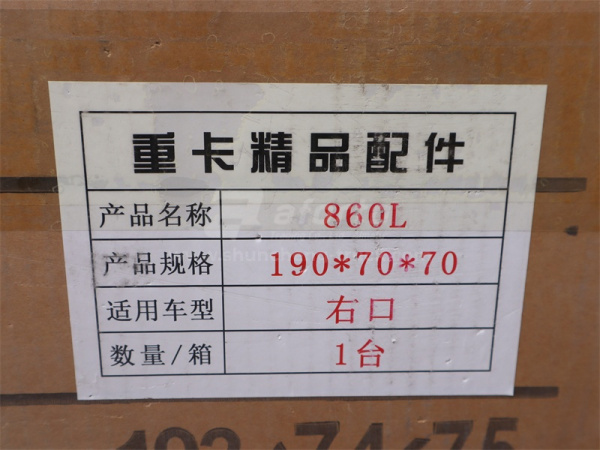 重卡精品配件
产品名称 860L
产品规格 190*70*70
适用车型 右口
数量/箱 1台